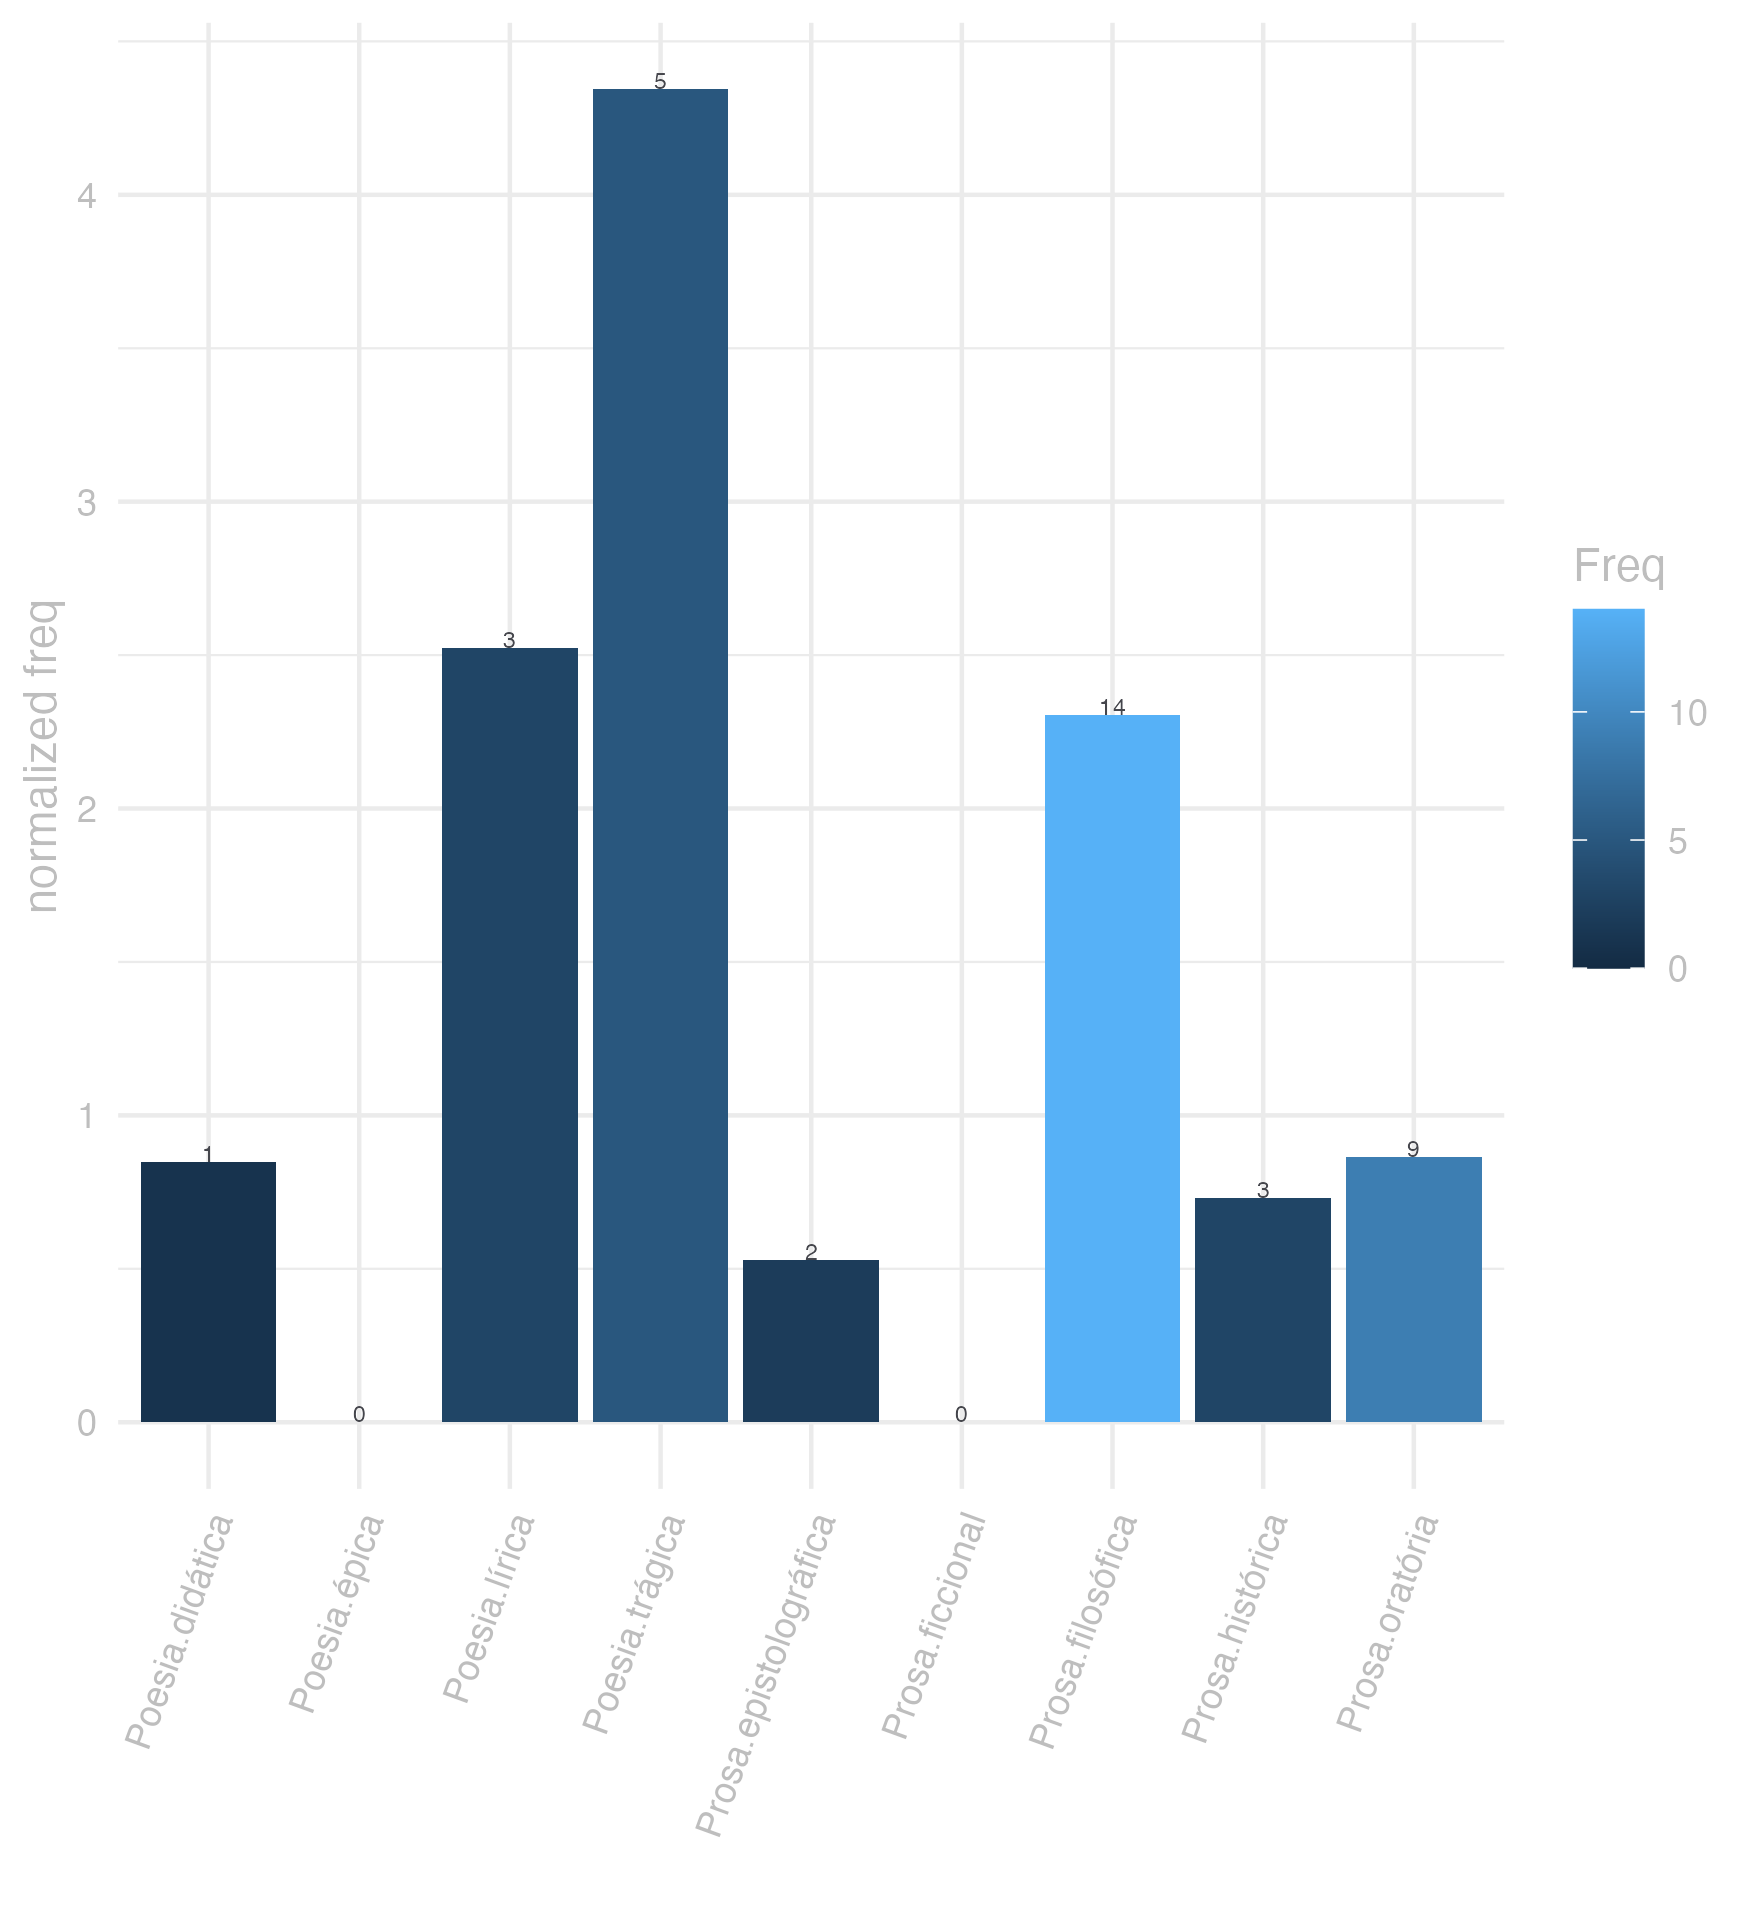 normalized freq
4
3
2
1
0
1
0
3
5
2
0
14
3
9
Poesia.didática
Poesia.épica
Poesia.lírica
Poesia.trágica
Prosa.epistolográfica
Prosa.ficcional
Prosa.filosófica
Prosa.histórica
Prosa.oratória
Freq
10
5
0